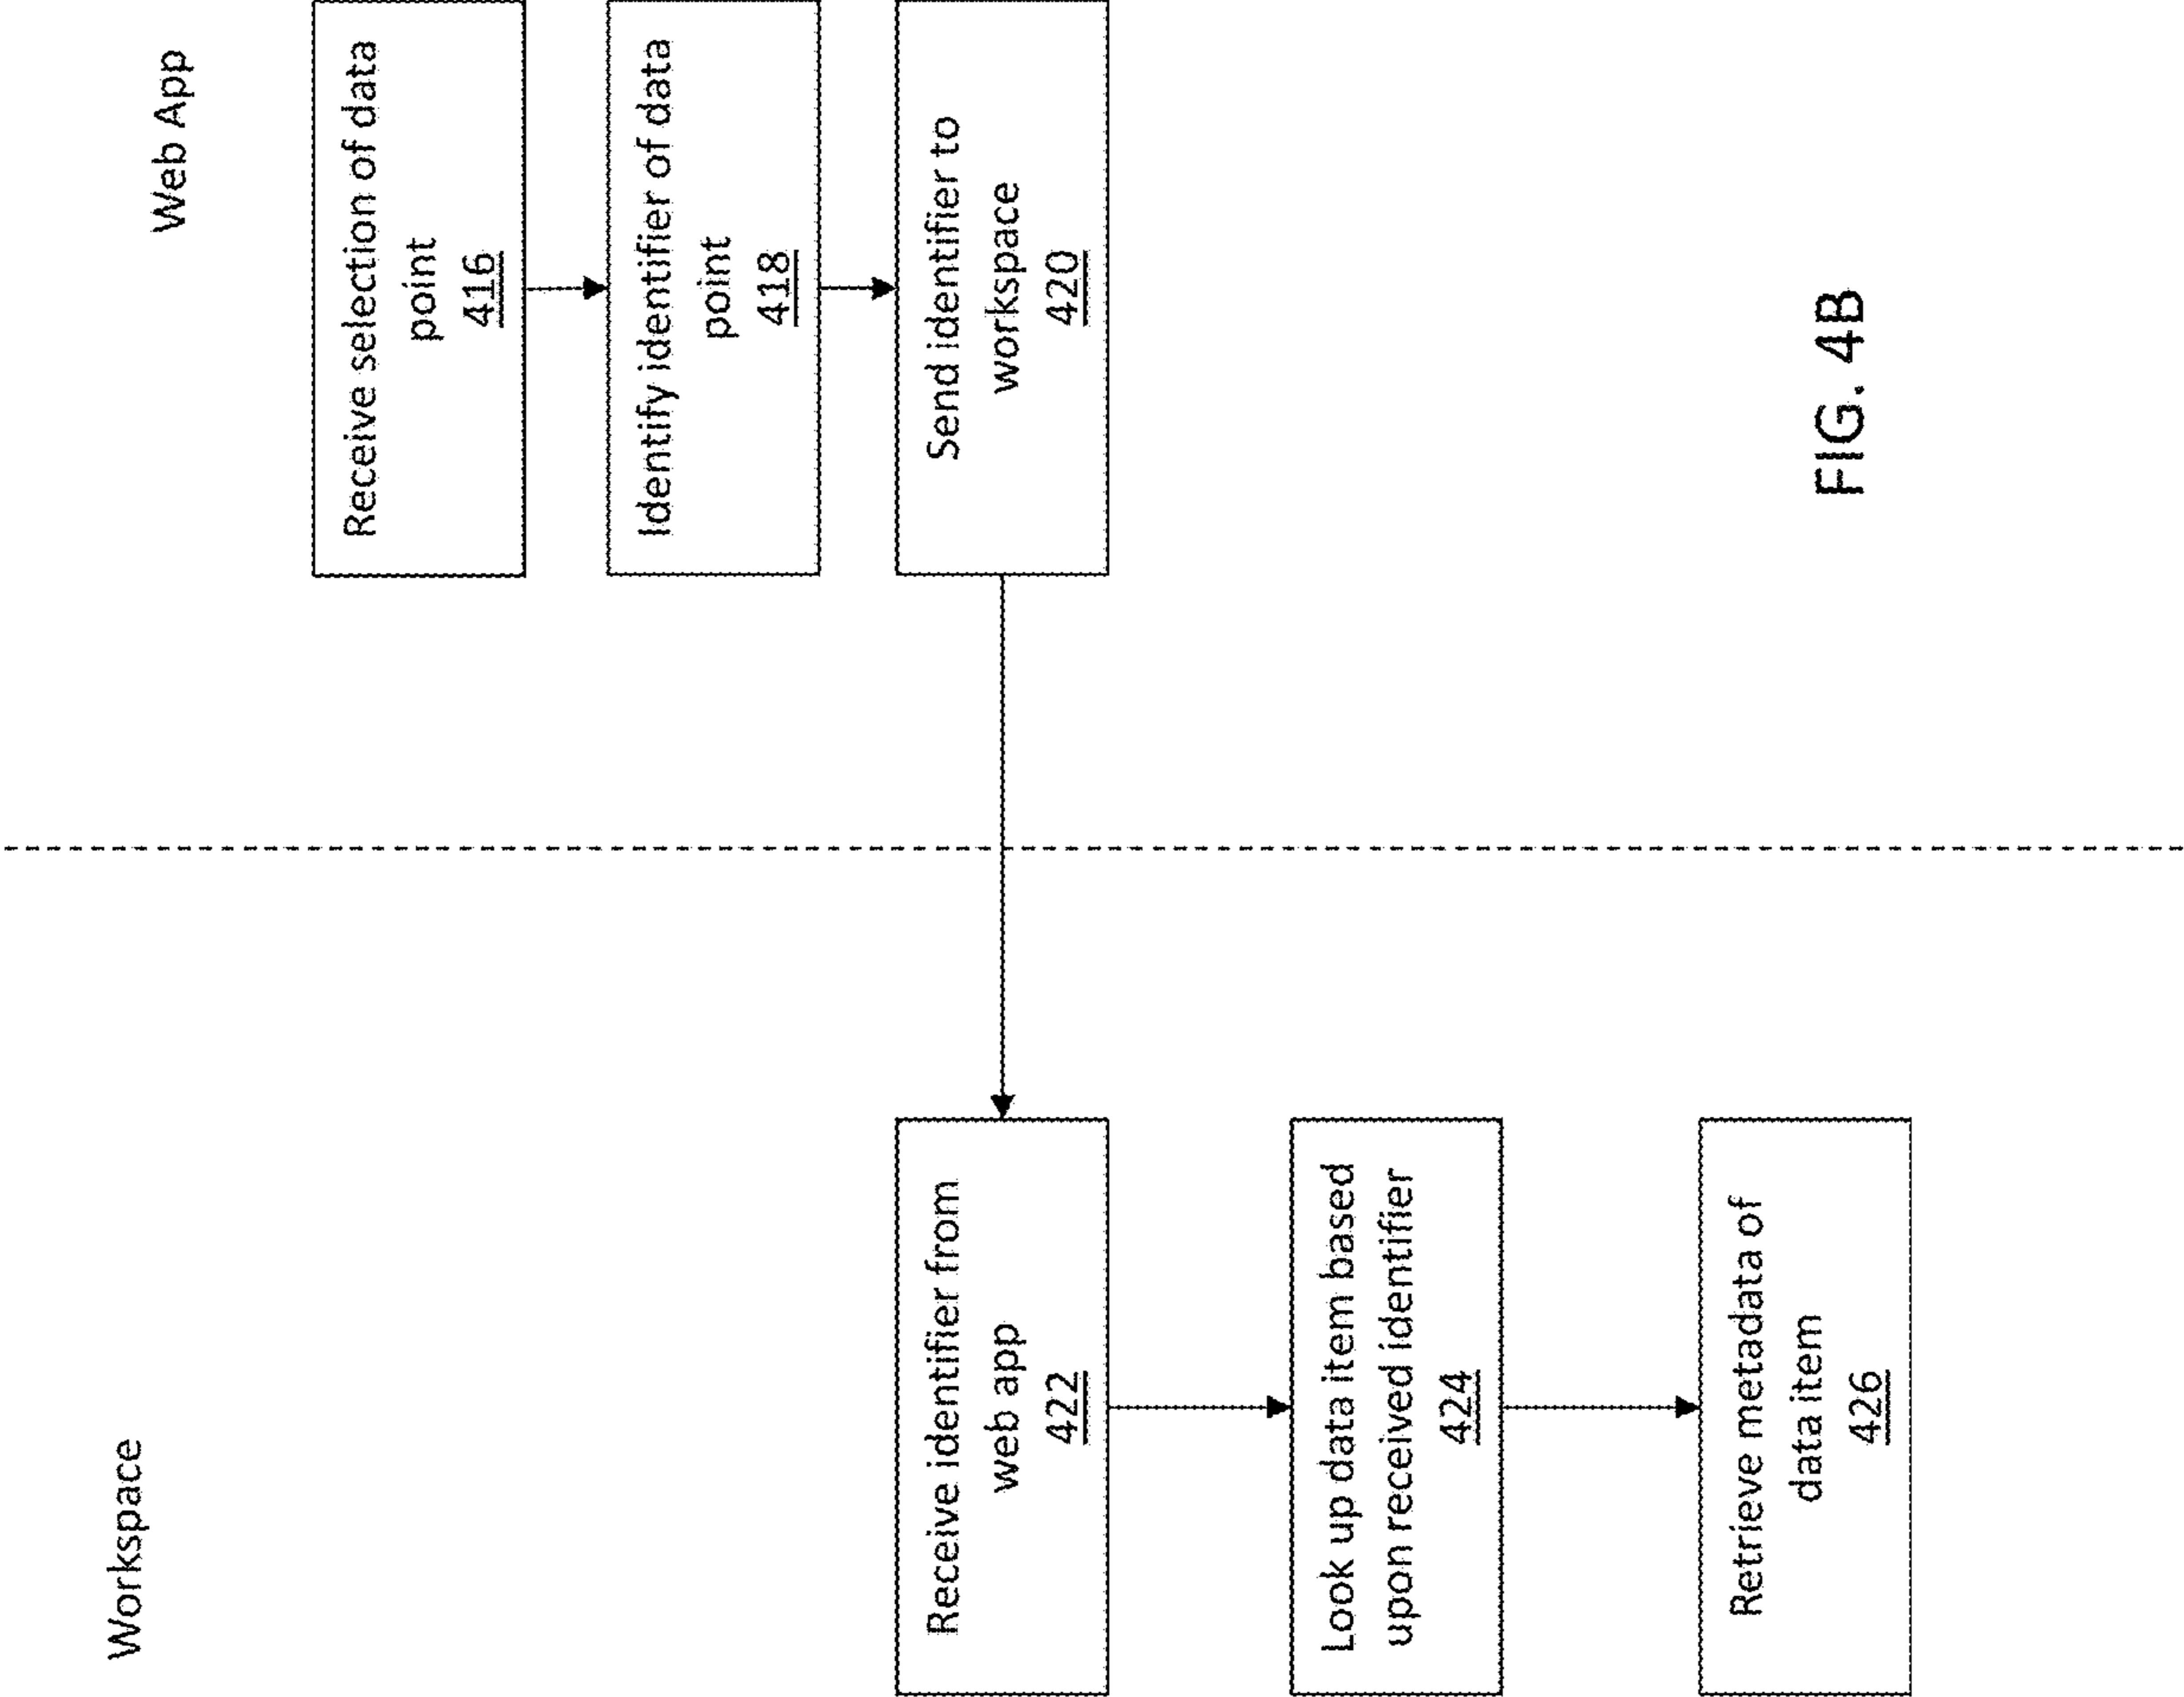 Workspace
Web App
Receive selection of data
point
416
Identify identifier of data
point
418
Send identifier to
workspace
420
Receive identifier from
web app
422
Look up data item based
upon received identifier
424
Retrieve metadata of
data item
426
FIG. 4B